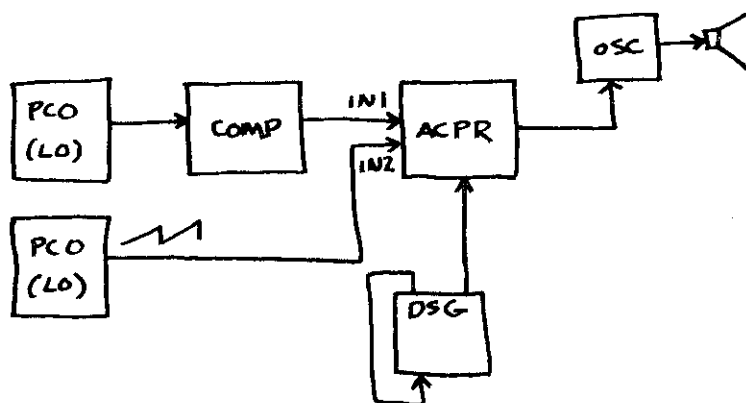 OSC
PCO
(LO)
COMP
IN1
ACPR
IN2
PCO
(LO)
DSG